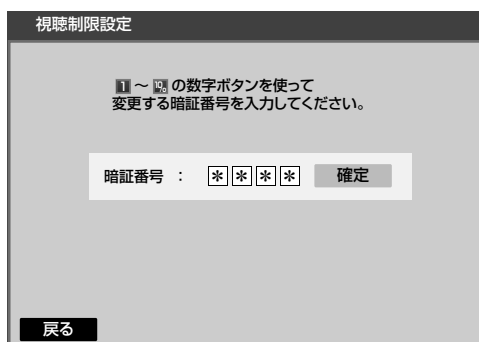 視聴制限設定
1 ～ 10 の数字ボタンを使って
変更する暗証番号を入力してください。
暗証番号 ： ＊ ＊ ＊ ＊ 確定
戻る